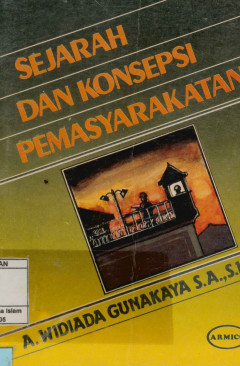 SEJARAH
DAN KONSEPSI
PEMASYARAKATAN
A. WIDIADA GUNAKAYA S.A.,S.
ARMICO